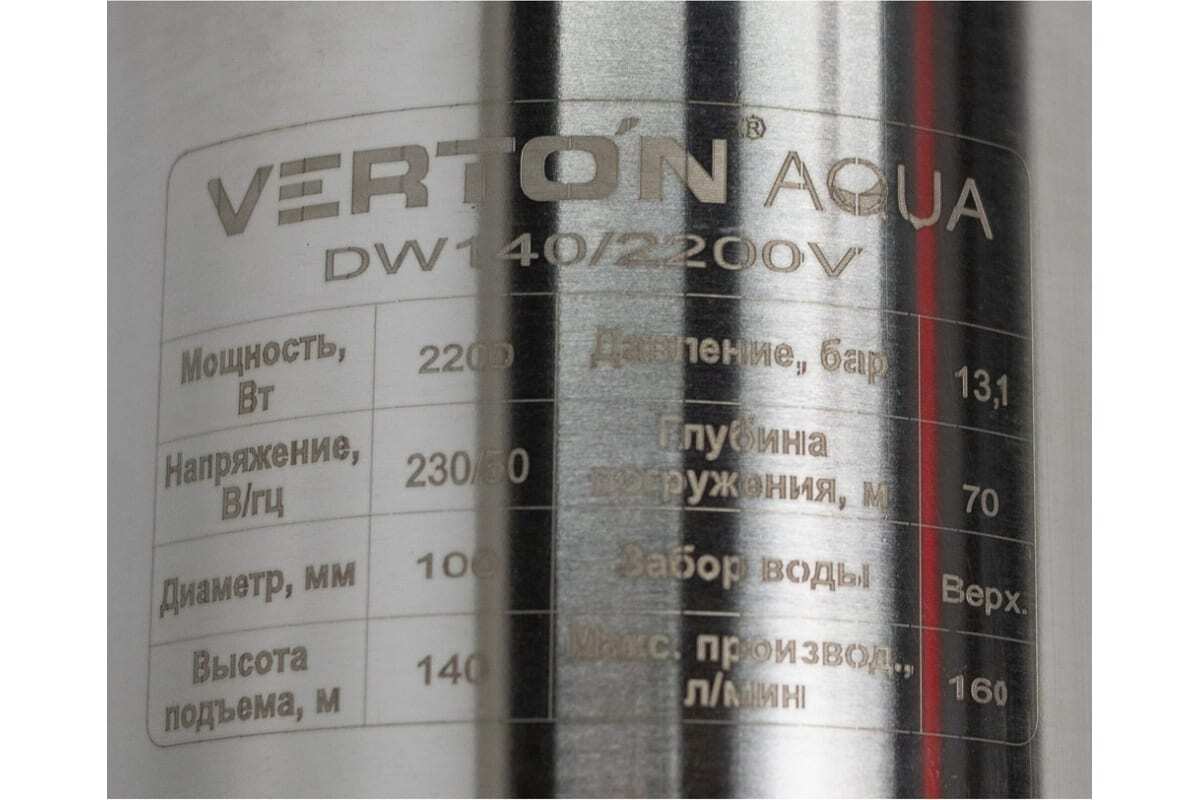 VERTON® AQUA
DW140/2200V
Мощность,
Вт
2200
Давление, бар
13,1
Напряжение,
В/гц
230/50
Глубина
погружения, м
70
Диаметр, мм
100
Забор воды
Верх.
Высота
подъема, м
140
Макс. производ.,
л/мин
160